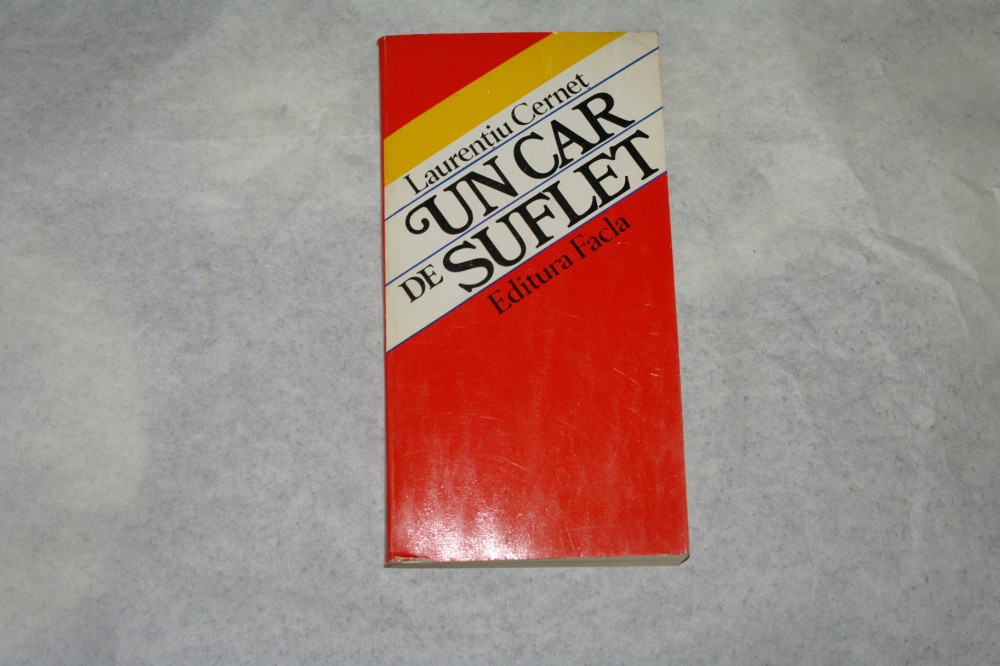 Laurentiu Cernet
UN CAR
DE SUFLET
Editura Facla